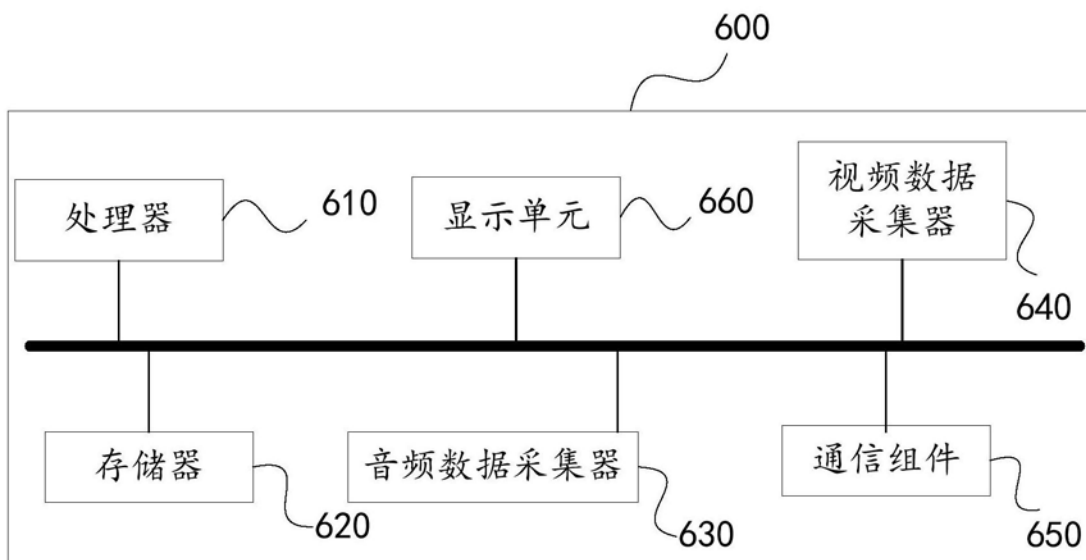 600
处理器
610
显示单元
660
视频数据
采集器
640
存储器
620
音频数据采集器
630
通信组件
650